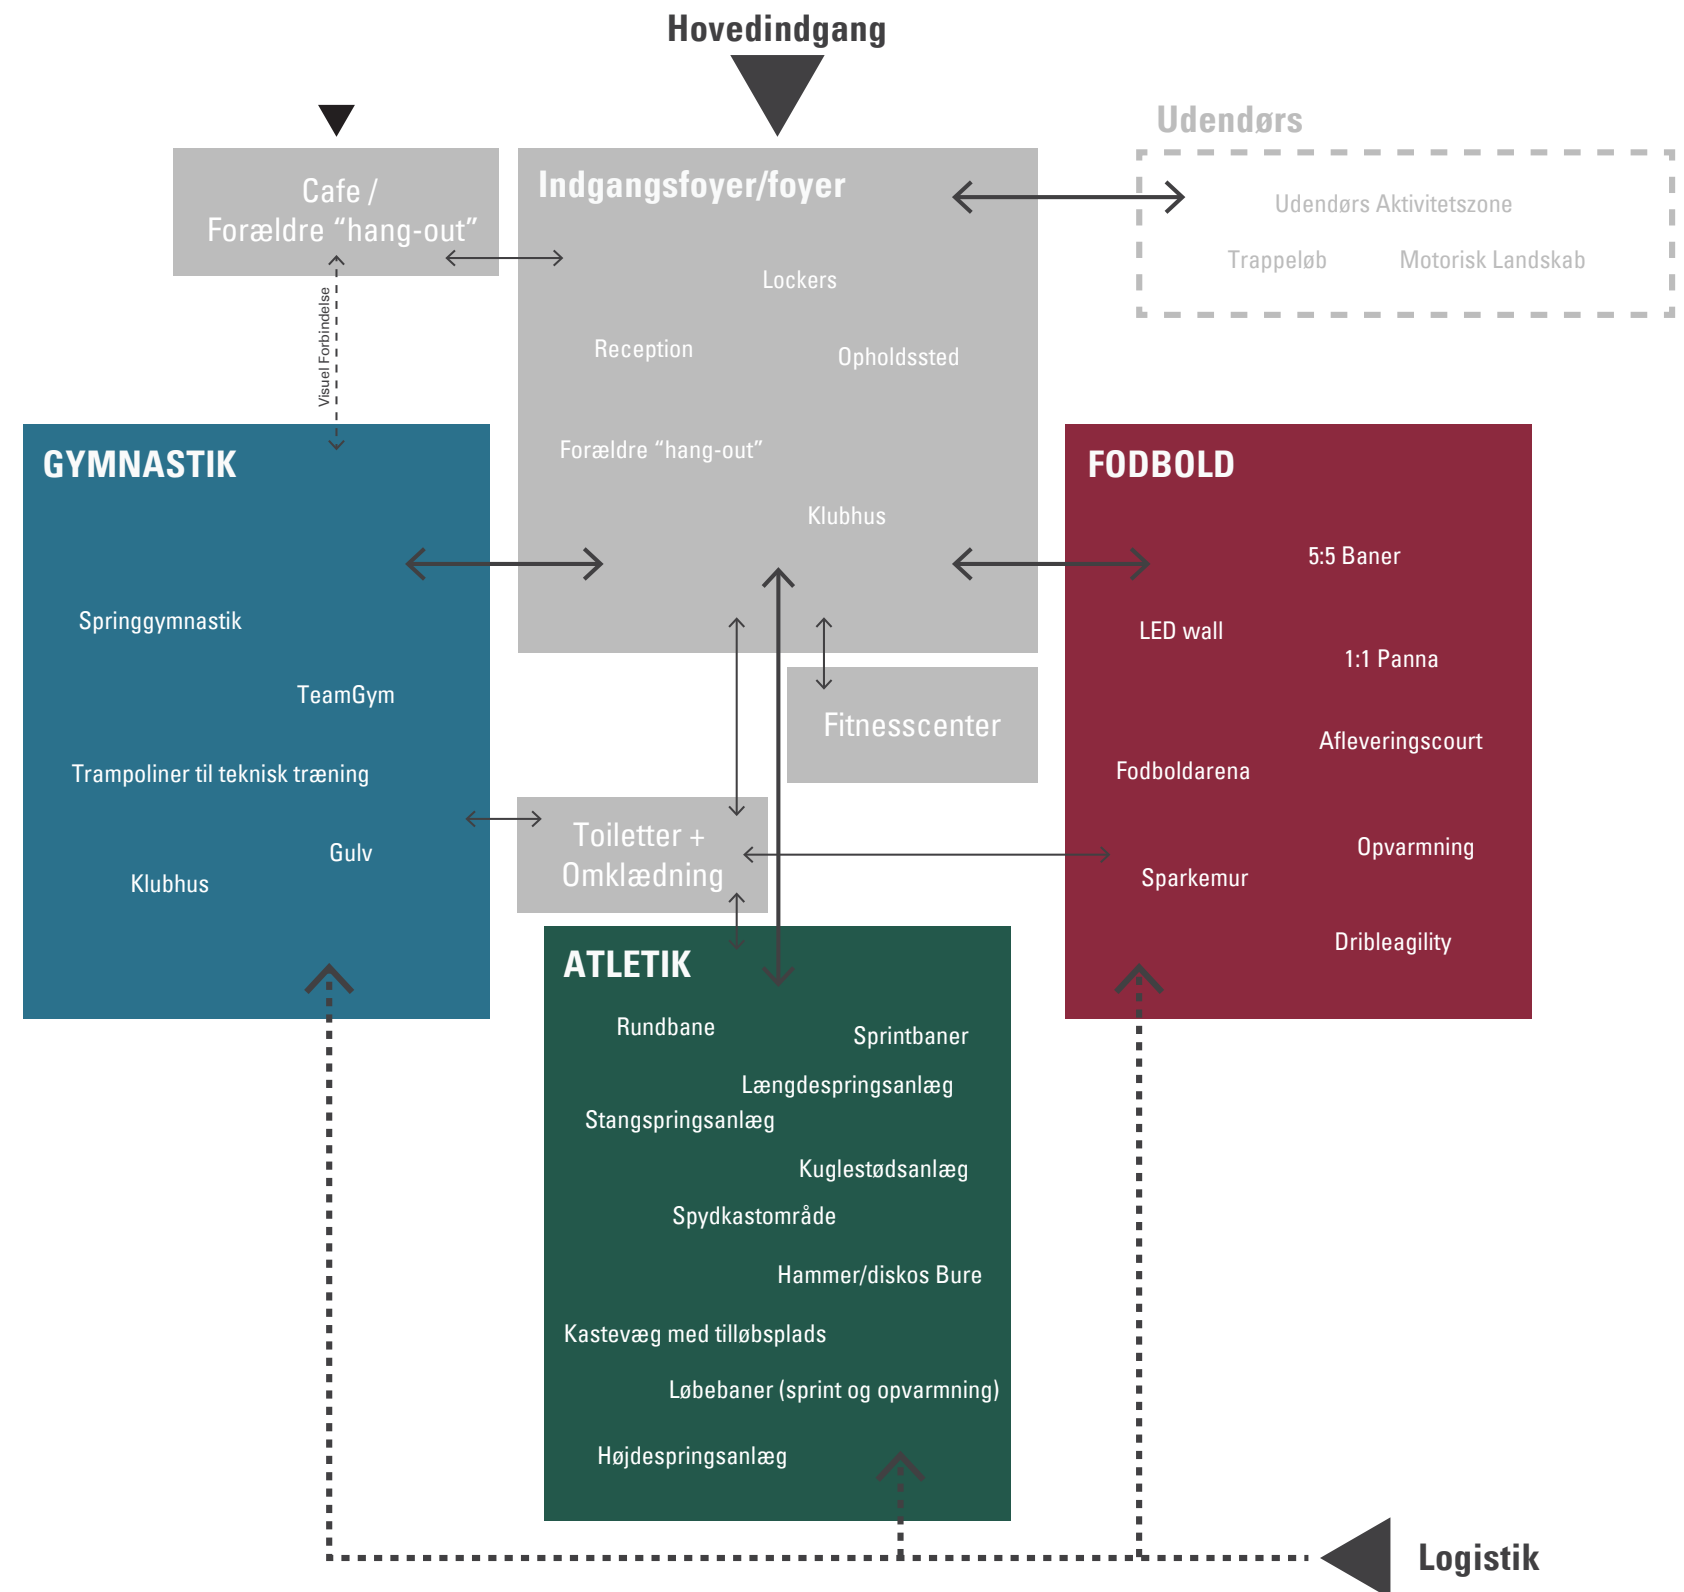 Hovedindgang
Udendørs
Cafe /
Forældre “hang-out”
Indgangsfoyer/foyer
Udendørs Aktivitetszone
Trappeløb
Motorisk Landskab
Lockers
Reception
Opholdssted
Forældre “hang-out”
Klubhus
Visuel Forbindelse
GYMNASTIK
Springgymnastik
TeamGym
Trampoliner til teknisk træning
Gulv
Klubhus
FODBOLD
5:5 Baner
LED wall
1:1 Panna
Afleveringscourt
Fodboldarena
Opvarmning
Sparkemur
Dribleagility
Fitnesscenter
Toiletter +
Omklædning
ATLETIK
Rundbane
Sprintbaner
Længdespringsanlæg
Stangspringsanlæg
Kuglestødsanlæg
Spydkastområde
Hammer/diskos Bure
Kastevæg med tilløbsplads
Løbebaner (sprint og opvarmning)
Højdespringsanlæg
Logistik